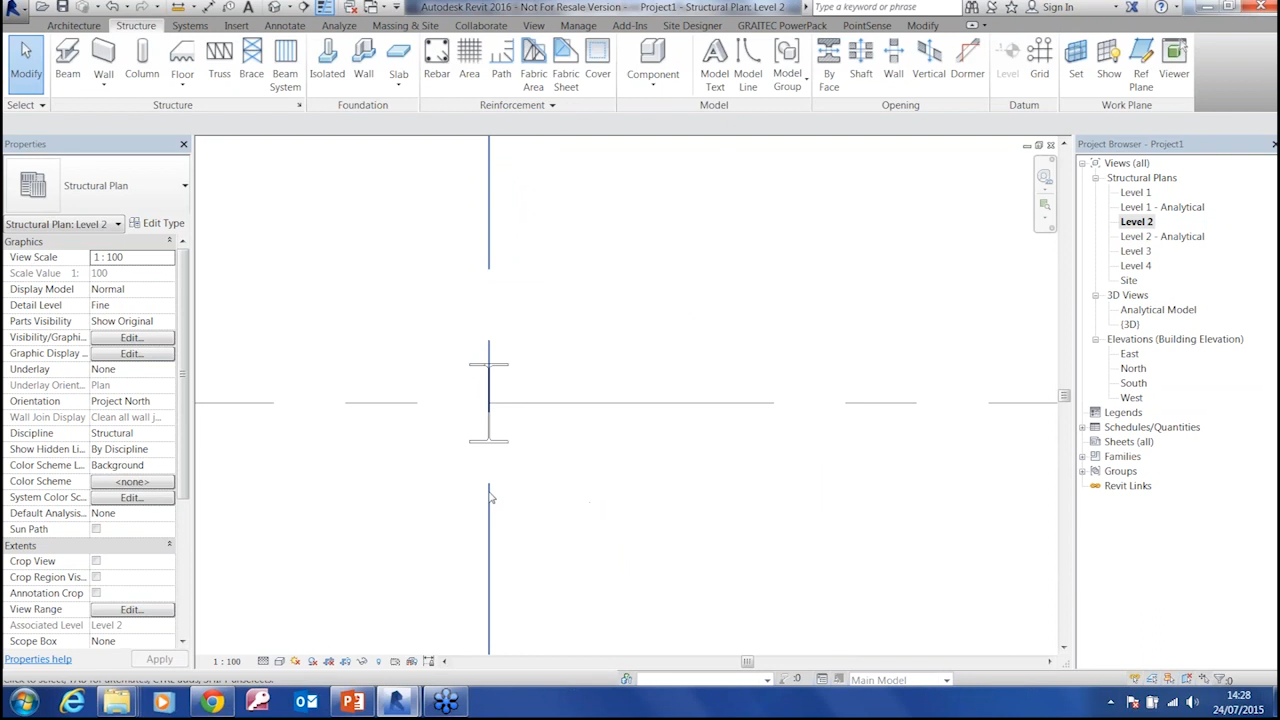 Autodesk Revit 2016 - Not For Resale Version - Project1 - Structural Plan: Level 2
Type a keyword or phrase
Sign In
Architecture Structure Systems Insert Annotate Analyze Massing & Site Collaborate View Manage Add-Ins Site Designer GRAITEC PowerPack PointSense Modify
Modify Beam Wall Column Floor Truss Brace Beam System Isolated Wall Slab Rebar Area Path Fabric Area Fabric Sheet Cover Component Model Text Model Line Model Group By Face Shaft Wall Vertical Dormer Level Grid Set Show Ref Plane Viewer
Select Structure Foundation Reinforcement Model Opening Datum Work Plane
Properties
Structural Plan
Structural Plan: Level 2 Edit Type
Graphics
View Scale 1 : 100
Scale Value 1: 100
Display Model Normal
Detail Level Fine
Parts Visibility Show Original
Visibility/Graphi... Edit...
Graphic Display ... Edit...
Underlay None
Underlay Orient... Plan
Orientation Project North
Wall Join Display Clean all wall j...
Discipline Structural
Show Hidden Li... By Discipline
Color Scheme L... Background
Color Scheme <none>
System Color Sc... Edit...
Default Analysis... None
Sun Path
Extents
Crop View
Crop Region Vis...
Annotation Crop
View Range Edit...
Associated Level Level 2
Scope Box None
Properties help Apply
Project Browser - Project1
Views (all)
Structural Plans
Level 1
Level 1 - Analytical
Level 2
Level 2 - Analytical
Level 3
Level 4
Site
3D Views
Analytical Model
{3D}
Elevations (Building Elevation)
East
North
South
West
Legends
Schedules/Quantities
Sheets (all)
Families
Groups
Revit Links
1 : 100
:0 Main Model :0
14:28
24/07/2015